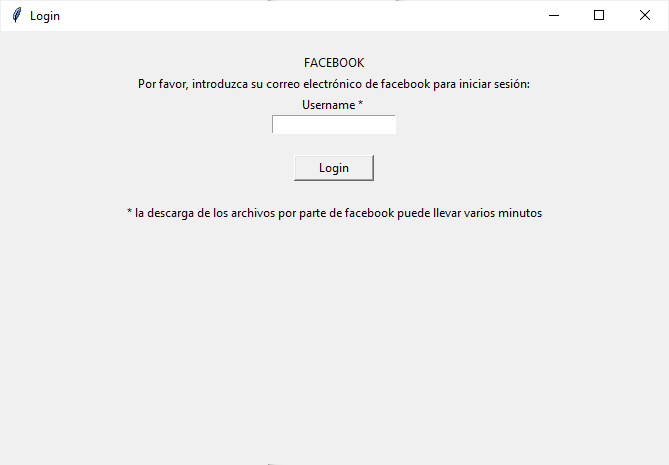 Login
FACEBOOK
Por favor, introduzca su correo electrónico de facebook para iniciar sesión:
Username *
Login
* la descarga de los archivos por parte de facebook puede llevar varios minutos